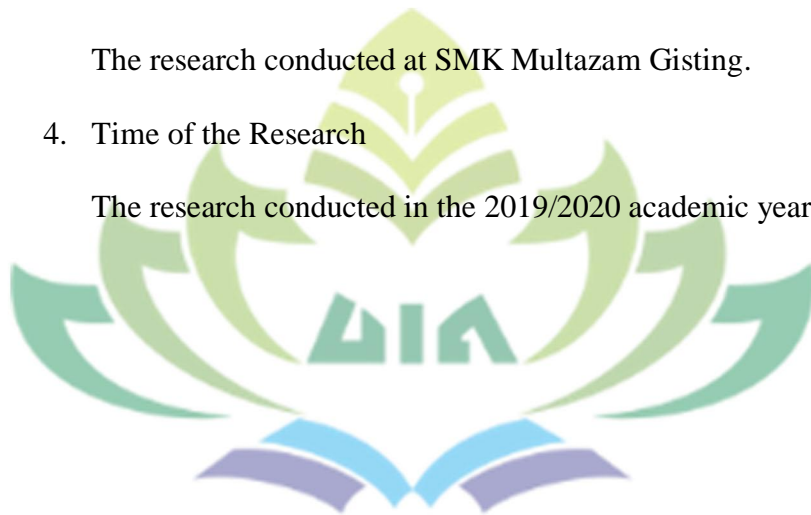 The research conducted at SMK Multazam Gisting.
4. Time of the Research
The research conducted in the 2019/2020 academic year
UIN